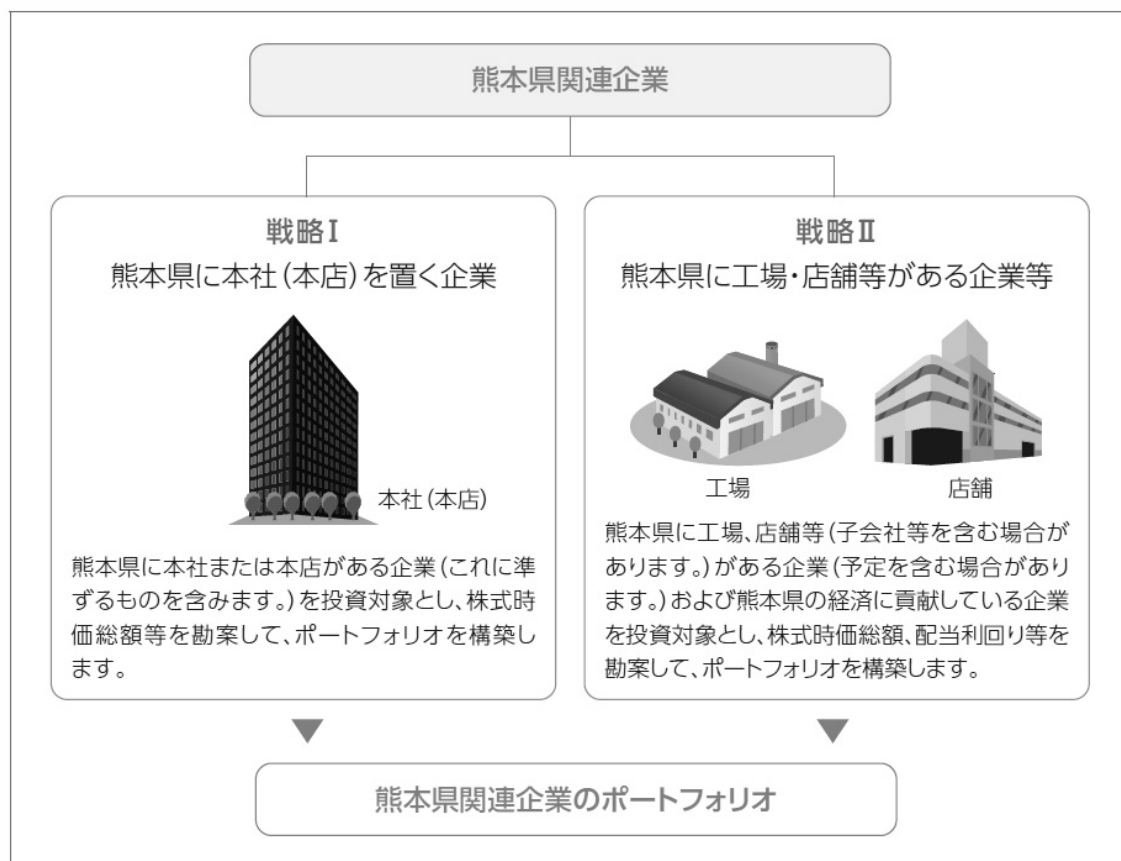 熊本県関連企業
戦略Ⅰ
熊本県に本社(本店)を置く企業
本社(本店)
熊本県に本社または本店がある企業(これに準
ずるものを含みます。)を投資対象とし、株式時
価総額等を勘案して、ポートフォリオを構築し
ます。
戦略Ⅱ
熊本県に工場・店舗等がある企業等
工場
店舗
熊本県に工場、店舗等(子会社等を含む場合が
あります。)がある企業(予定を含む場合があり
ます。)および熊本県の経済に貢献している企業
を投資対象とし、株式時価総額、配当利回り等を
勘案して、ポートフォリオを構築します。
熊本県関連企業のポートフォリオ